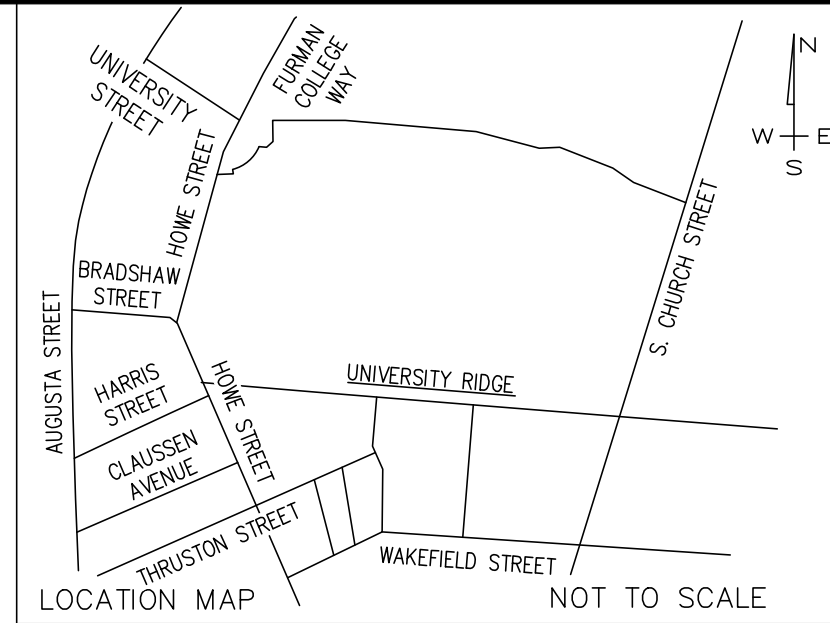 UNIVERSITY
STREET
FURMAN
COLLEGE
WAY
N
W
E
S
HOWE STREET
BRADSHAW
STREET
S. CHURCH STREET
AUGUSTA STREET
HARRIS
STREET
HOWE STREET
UNIVERSITY RIDGE
CLAUSSEN
AVENUE
THRUSTON STREET
WAKEFIELD STREET
LOCATION MAP
NOT TO SCALE